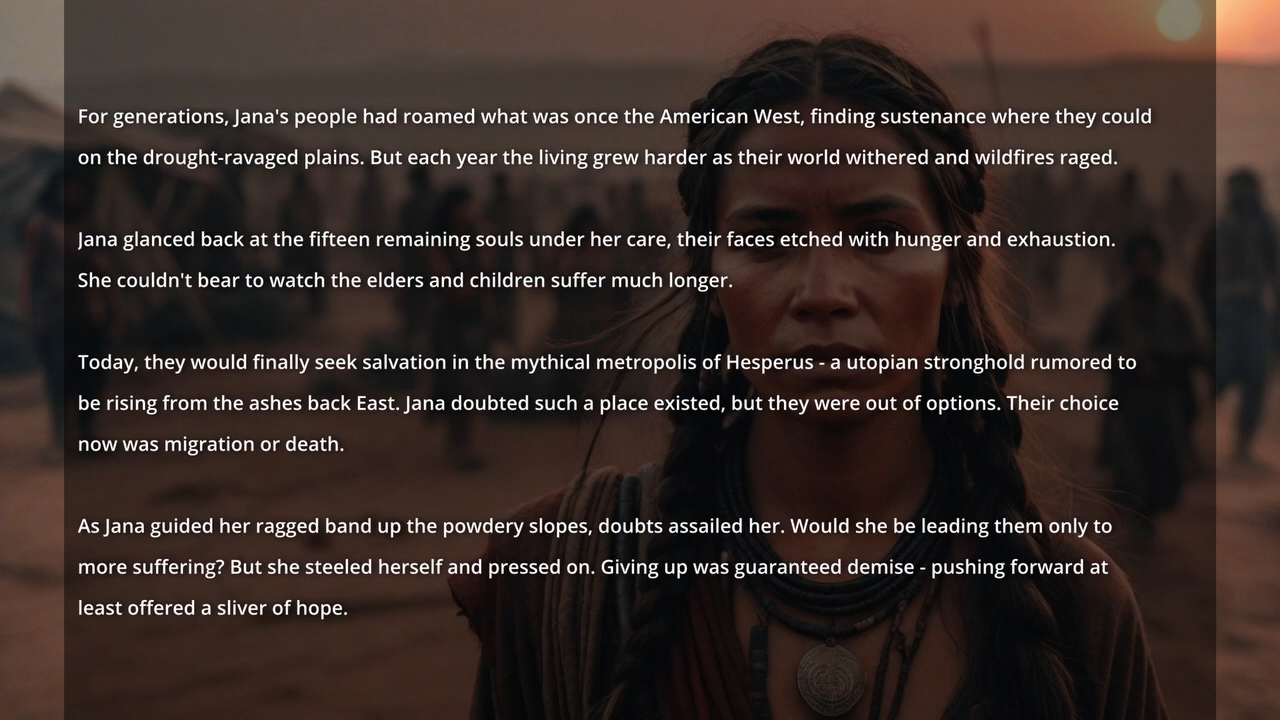 For generations, Jana's people had roamed what was once the American West, finding sustenance where they could
on the drought-ravaged plains. But each year the living grew harder as their world withered and wildfires raged.
Jana glanced back at the fifteen remaining souls under her care, their faces etched with hunger and exhaustion.
She couldn't bear to watch the elders and children suffer much longer.
Today, they would finally seek salvation in the mythical metropolis of Hesperus - a utopian stronghold rumored to
be rising from the ashes back East. Jana doubted such a place existed, but they were out of options. Their choice
now was migration or death.
As Jana guided her ragged band up the powdery slopes, doubts assailed her. Would she be leading them only to
more suffering? But she steeled herself and pressed on. Giving up was guaranteed demise - pushing forward at
least offered a sliver of hope.